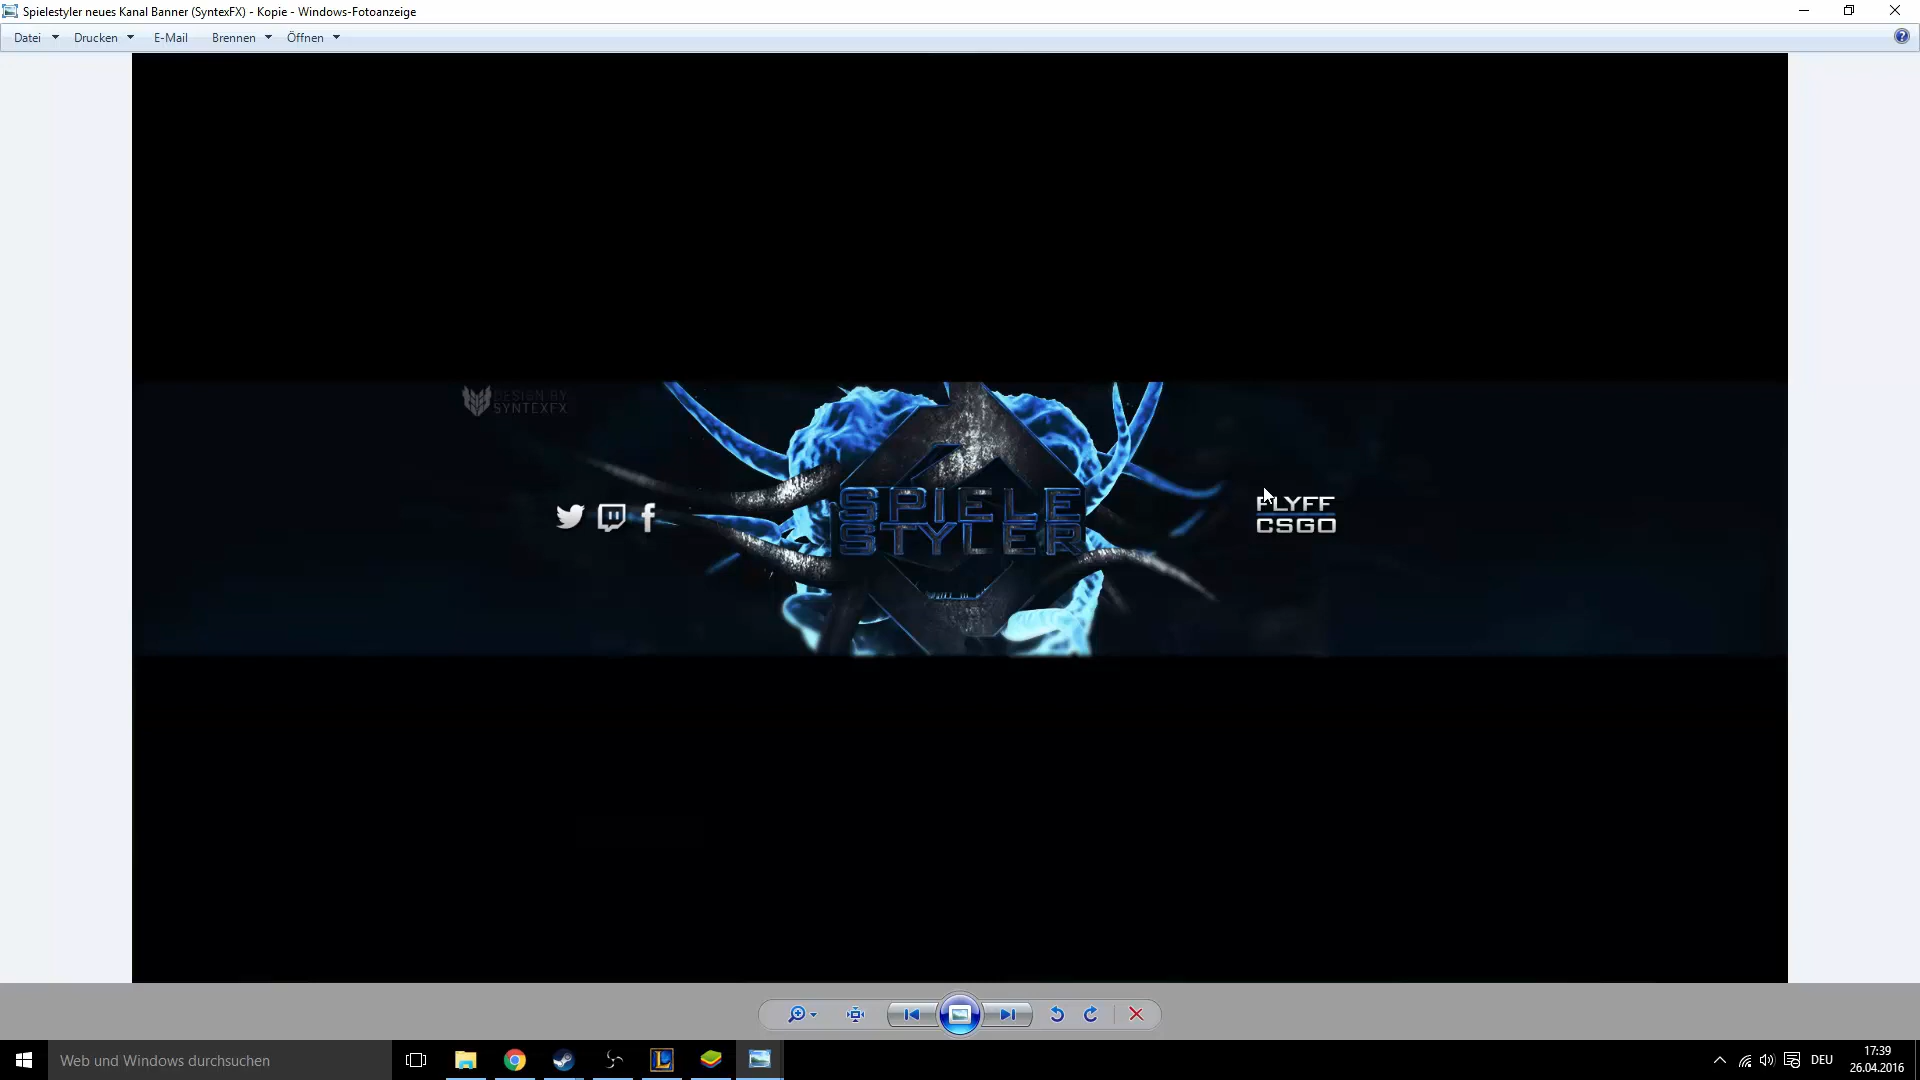 Spielestyler neues Kanal Banner (SyntexFX) - Kopie - Windows-Fotoanzeige
Datei Drucken E-Mail Brennen Öffnen
DESIGN BY
SYNTEXFX
SPIELE
STYLER
FLYFF
CSGO
Web und Windows durchsuchen
DEU
17:39
26.04.2016